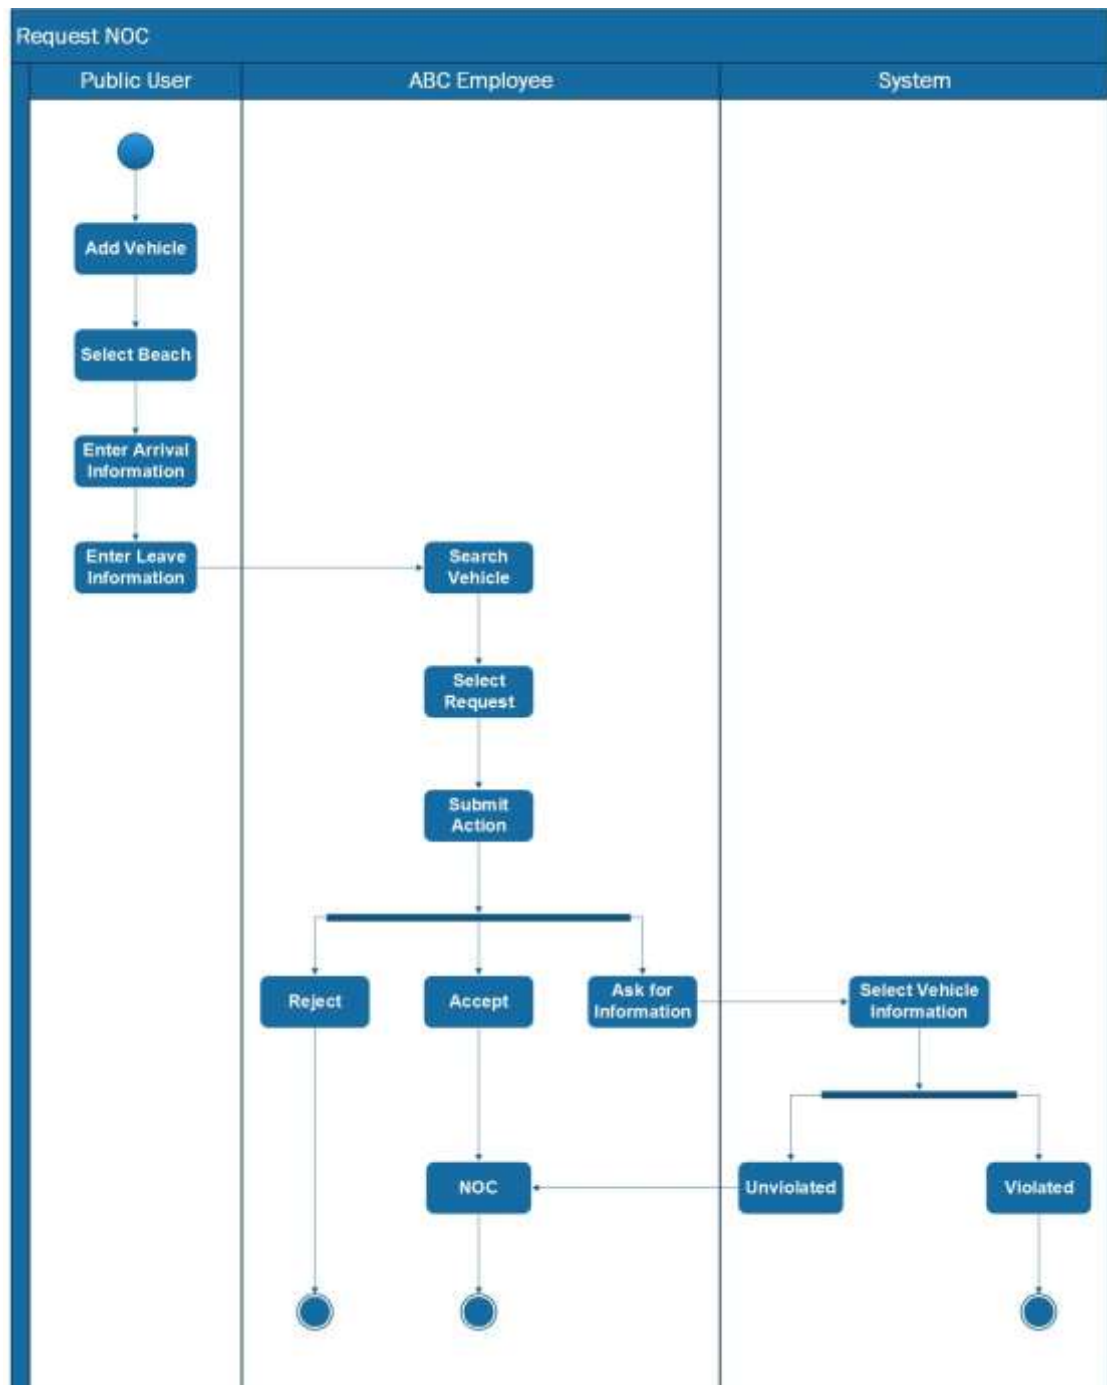 Request NOC
Public User
ABC Employee
System
Add Vehicle
Select Beach
Enter Arrival
Information
Enter Leave
Information
Search
Vehicle
Select
Request
Submit
Action
Reject
Accept
Ask for
Information
Select Vehicle
Information
NOC
Unviolated
Violated